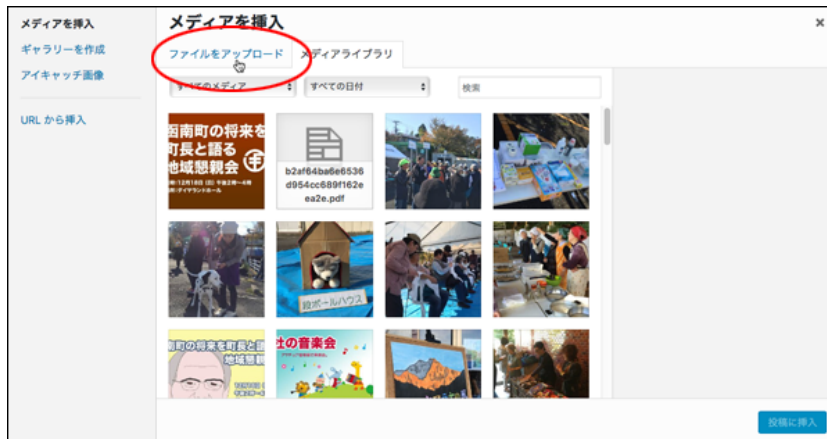 メディアを挿入
ギャラリーを作成
アイキャッチ画像
URL から挿入
メディアを挿入
×
ファイルをアップロード
メディアライブラリ
すべてのメディア
すべての日付
検索
函南町の将来を
町長と語る
地域懇親会
b2af64ba6e6536
d954cc689f162e
ea2e.pdf
段ボールハウス
町の将来を町長と語
地域懇親
社の音楽会
投稿に挿入